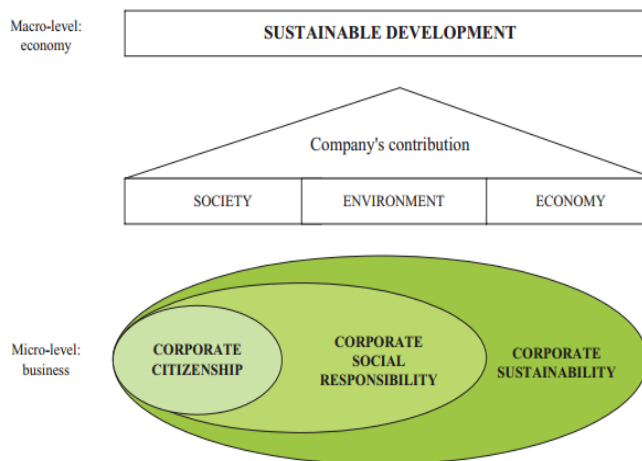 Macro-level:
economy
SUSTAINABLE DEVELOPMENT
Company's contribution
SOCIETY
ENVIRONMENT
ECONOMY
Micro-level:
business
CORPORATE
CITIZENSHIP
CORPORATE
SOCIAL
RESPONSIBILITY
CORPORATE
SUSTAINABILITY